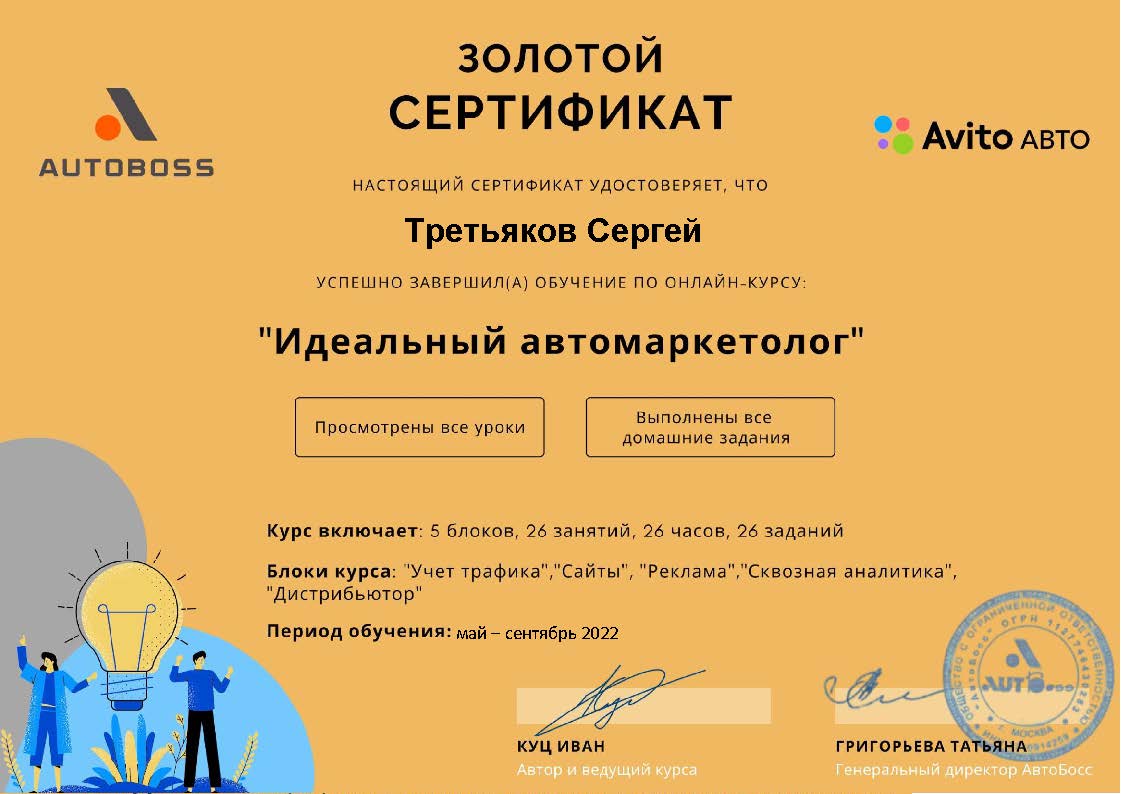 ЗОЛОТОЙ
СЕРТИФИКАТ
AUTOBOSS
Avito АВТО
НАСТОЯЩИЙ СЕРТИФИКАТ УДОСТОВЕРЯЕТ, ЧТО
Третьяков Сергей
УСПЕШНО ЗАВЕРШИЛ(А) ОБУЧЕНИЕ ПО ОНЛАЙН-КУРСУ:
"Идеальный автомаркетолог"
Просмотрены все уроки
Выполнены все
домашние задания
Курс включает: 5 блоков, 26 занятий, 26 часов, 26 заданий
Блоки курса: "Учет трафика","Сайты", "Реклама","Сквозная аналитика",
"Дистрибьютор"
Период обучения: май – сентябрь 2022
ОБЩЕСТВО С ОГРАНИЧЕННОЙ ОТВЕТСТВЕННОСТЬЮ
"АвтоБосс" ОГРН
г. МОСКВА
AUTOBoss
КУЦ ИВАН
Автор и ведущий курса
ГРИГОРЬЕВА ТАТЬЯНА
Генеральный директор АвтоБосс